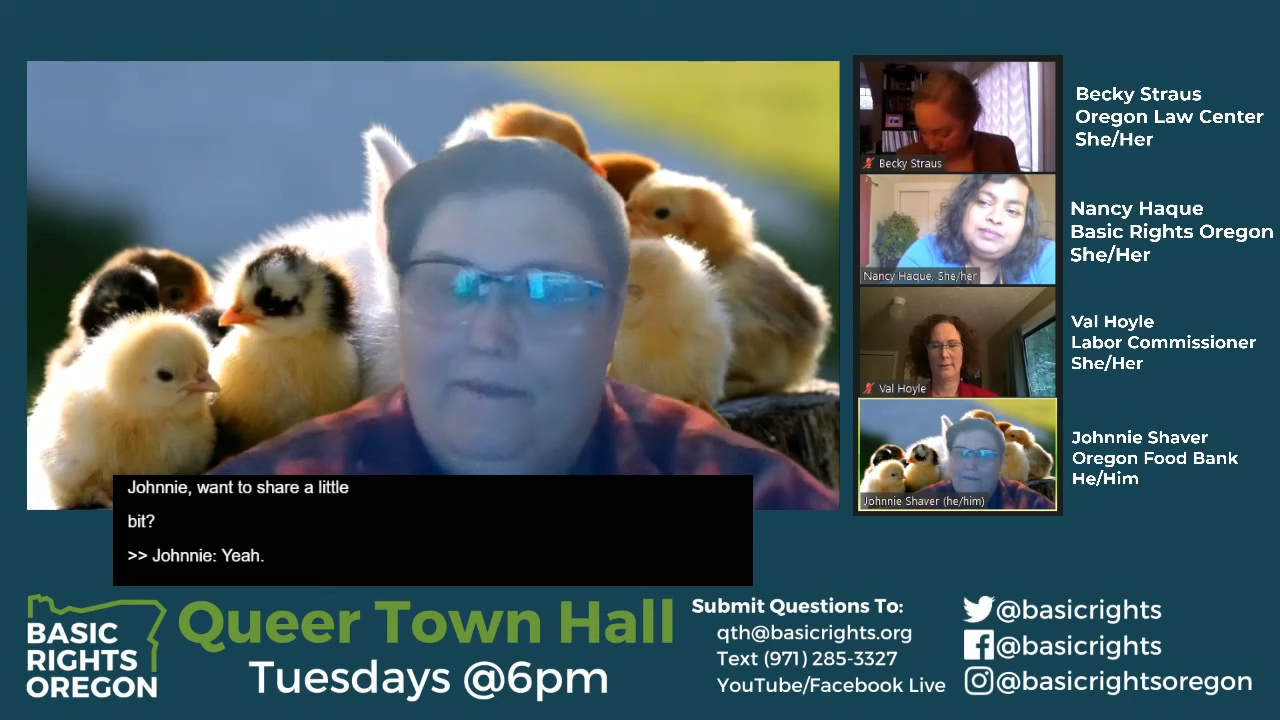 Becky Straus
Nancy Haque, She/her
Val Hoyle
Johnnie Shaver (he/him)
Becky Straus
Oregon Law Center
She/Her
Nancy Haque
Basic Rights Oregon
She/Her
Val Hoyle
Labor Commissioner
She/Her
Johnnie Shaver
Oregon Food Bank
He/Him
Johnnie, want to share a little
bit?
>> Johnnie: Yeah.
BASIC
RIGHTS
OREGON
Queer Town Hall
Tuesdays @6pm
Submit Questions To:
qth@basicrights.org
Text (971) 285-3327
YouTube/Facebook Live
@basicrights
@basicrights
@basicrightsoregon